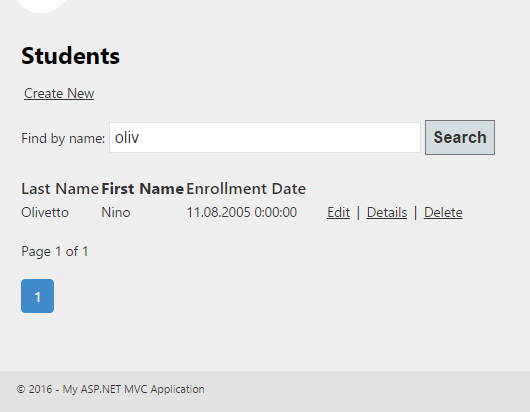 Students
Create New
Find by name: oliv Search
Last Name First Name Enrollment Date
Olivetto Nino 11.08.2005 0:00:00 Edit | Details | Delete
Page 1 of 1
1
© 2016 - My ASP.NET MVC Application